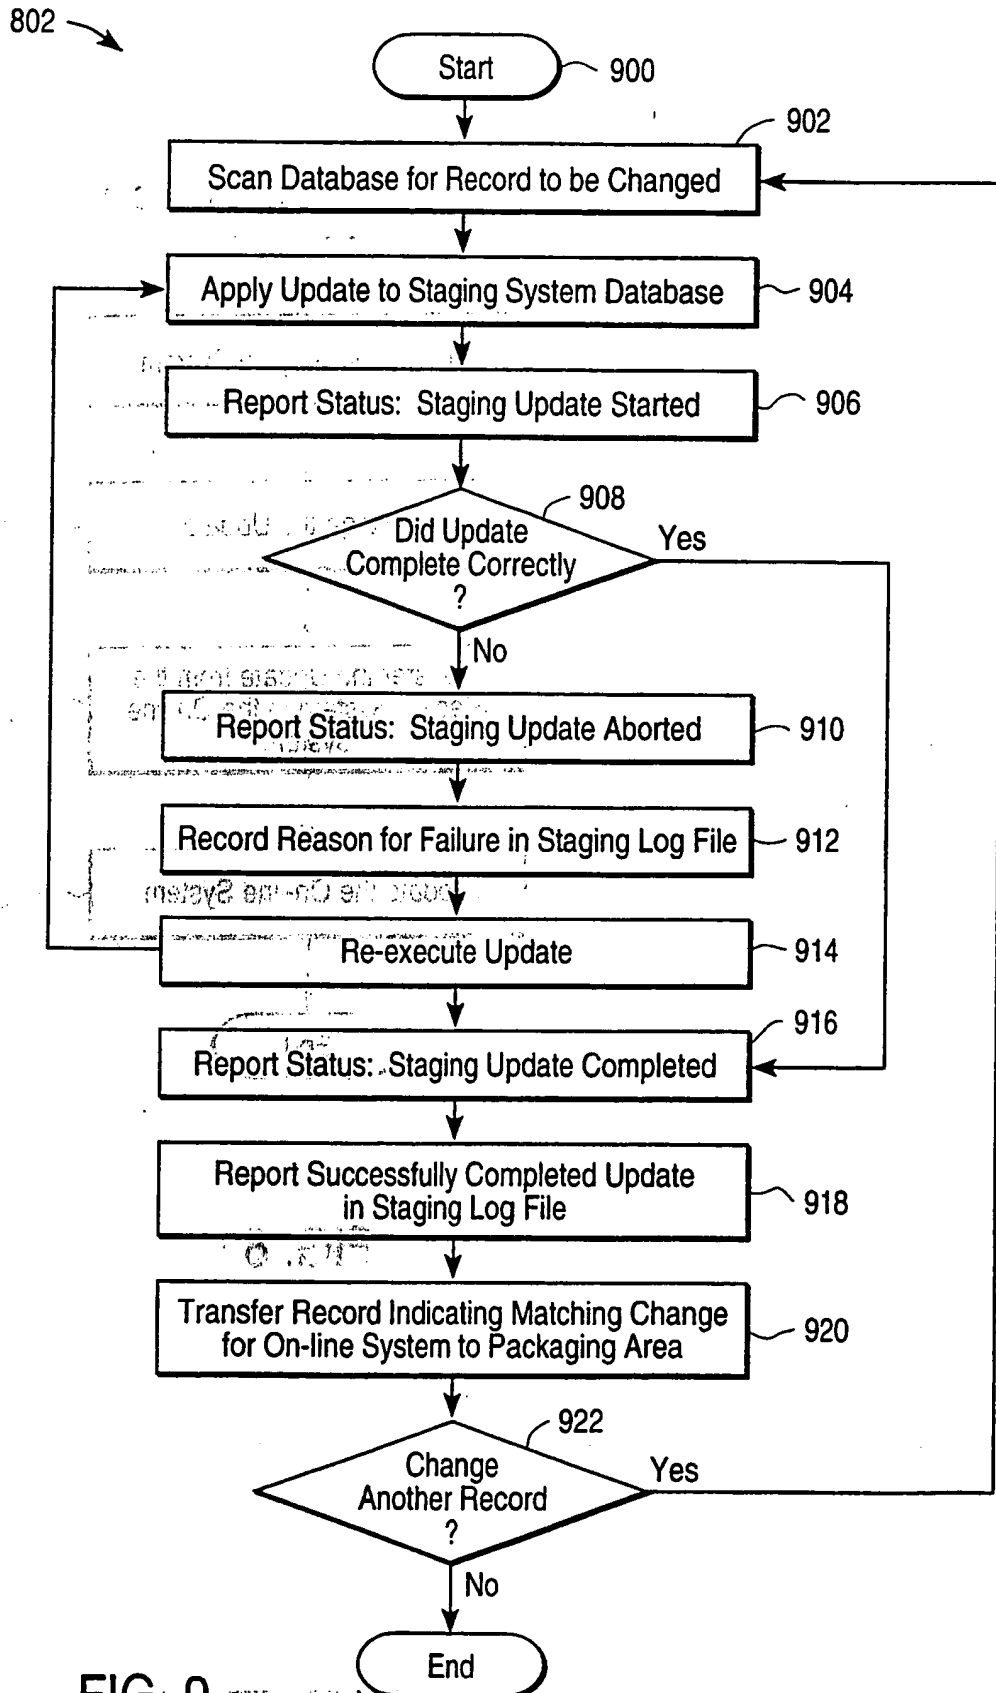 802
Start
900
902
Scan Database for Record to be Changed
Apply Update to Staging System Database
904
Report Status: Staging Update Started
906
908
Did Update
Complete Correctly
?
Yes
No
Report Status: Staging Update Aborted
910
Record Reason for Failure in Staging Log File
912
Re-execute Update
914
916
Report Status: Staging Update Completed
Report Successfully Completed Update
in Staging Log File
918
Transfer Record Indicating Matching Change
for On-line System to Packaging Area
920
922
Change
Another Record
?
Yes
No
End
FIG. 9